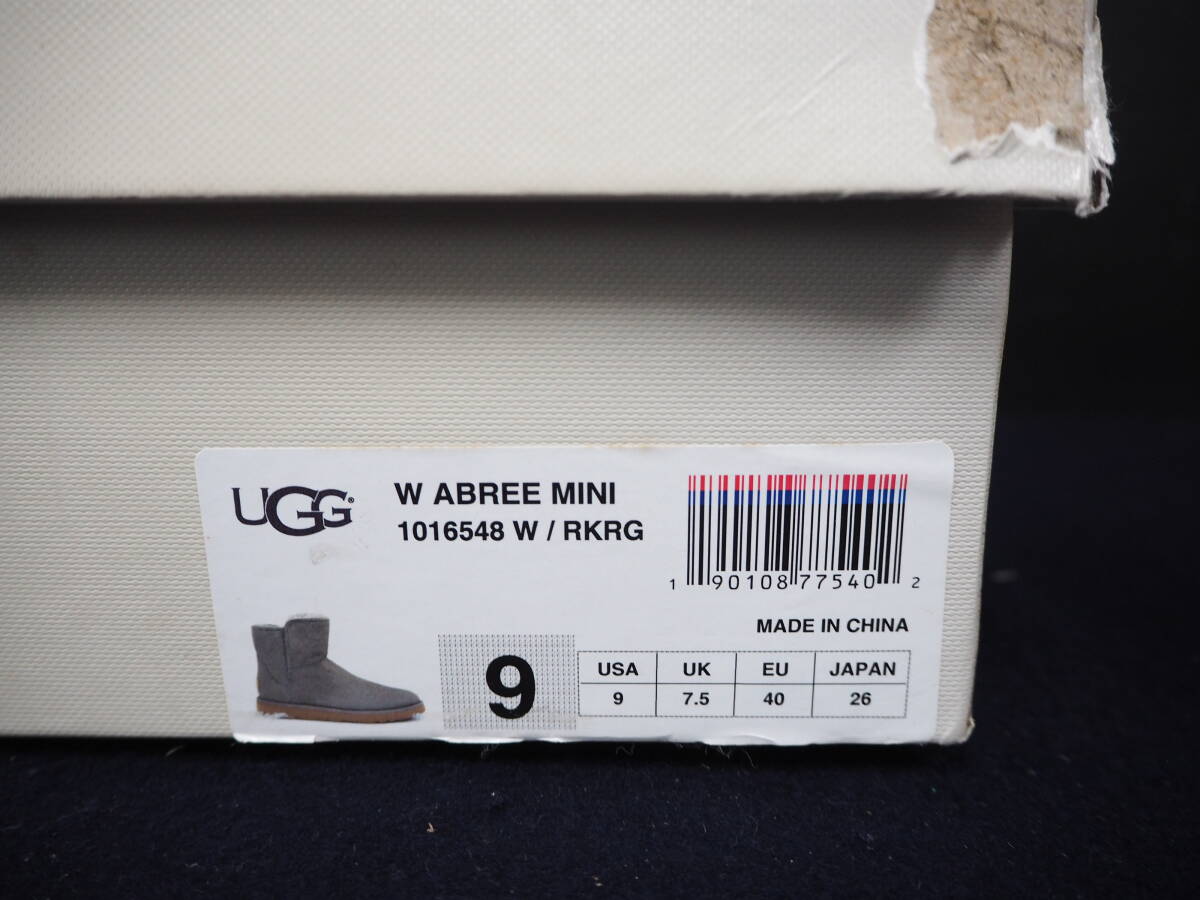 UGG®
W ABREE MINI
1016548 W / RKRG
1 90108 77540 2
MADE IN CHINA
9
USA UK EU JAPAN
9 7.5 40 26